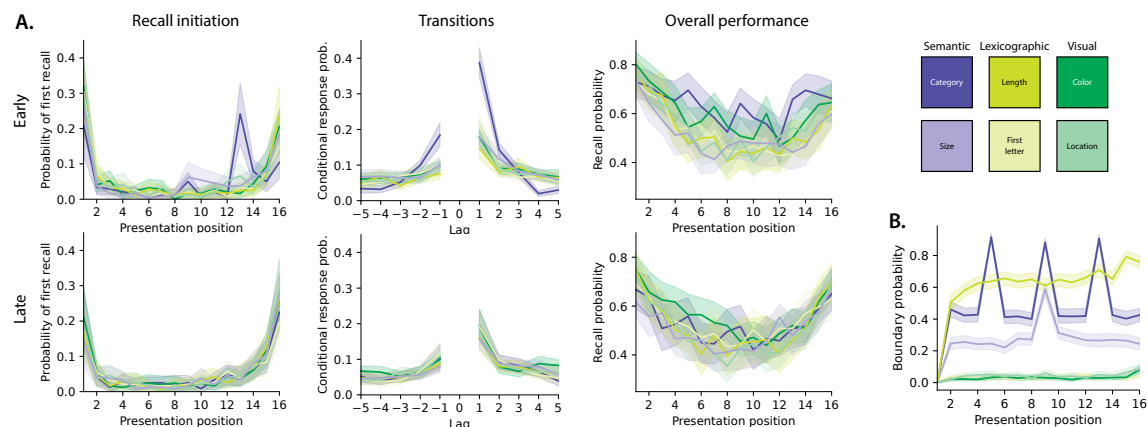 A.
Recall initiation
Transitions
Overall performance
Early
Probability of first recall
0.0
0.1
0.2
0.3
0.4
2 4 6 8 10 12 14 16
Presentation position
Conditional response prob.
0.0
0.1
0.2
0.3
0.4
−5 −4 −3 −2 −1 0 1 2 3 4 5
Lag
Recall probability
0.4
0.6
0.8
2 4 6 8 10 12 14 16
Presentation position
Late
Probability of first recall
0.0
0.1
0.2
0.3
0.4
2 4 6 8 10 12 14 16
Presentation position
Conditional response prob.
0.0
0.1
0.2
0.3
0.4
−5 −4 −3 −2 −1 0 1 2 3 4 5
Lag
Recall probability
0.4
0.6
0.8
2 4 6 8 10 12 14 16
Presentation position
Semantic Lexicographic Visual
Category Length Color
Size First letter Location
B.
Boundary probability
0.0
0.2
0.4
0.6
0.8
2 4 6 8 10 12 14 16
Presentation position